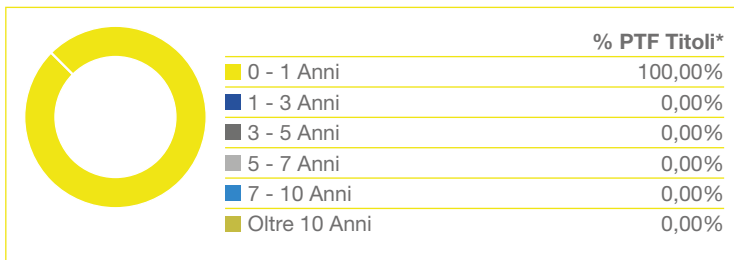 % PTF Titoli*
0 - 1 Anni 100,00%
1 - 3 Anni 0,00%
3 - 5 Anni 0,00%
5 - 7 Anni 0,00%
7 - 10 Anni 0,00%
Oltre 10 Anni 0,00%